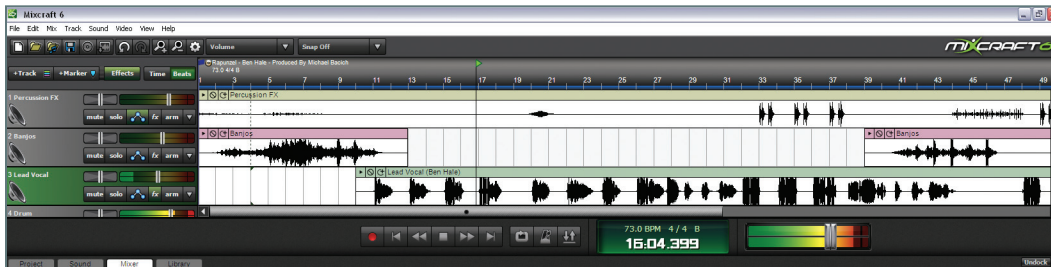 Mixcraft 6
File Edit Mix Track Sound Video View Help
Volume Snap Off MIXCRAFT 6
Rapunzel - Ben Hale - Produced By Michael Bacich
73.0 4/4 B
+Track +Marker Effects Time Beats
1 3 5 7 9 11 13 15 17 19 21 23 25 27 29 31 33 35 37 39 41 43 45 47 49
1 Percussion FX
Percussion FX
mute solo fx arm
2 Banjos
Banjos
Banjos
mute solo fx arm
3 Lead Vocal
Lead Vocal (Ben Hale)
mute solo fx arm
4 Drum
73.0 BPM 4/4 B
16:04.399
Project Sound Mixer Library Undock